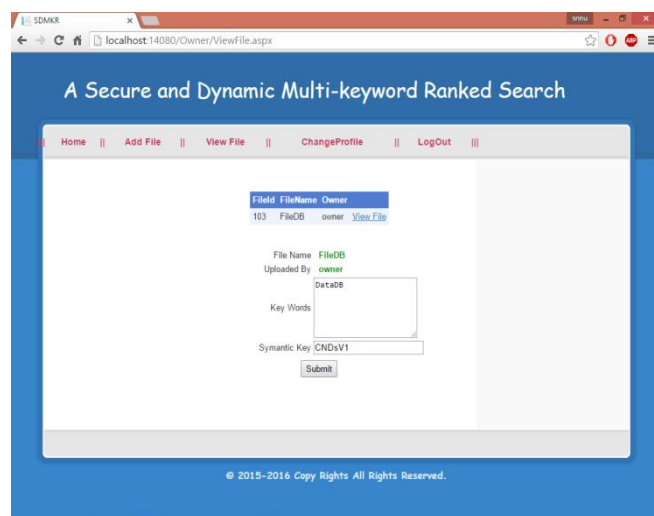 SDMKR
srinu
localhost:14080/Owner/ViewFile.aspx
ABP
A Secure and Dynamic Multi-keyword Ranked Search
|| Home || Add File || View File || ChangeProfile || LogOut |||
FileId FileName Owner
103 FileDB owner View File
File Name FileDB
Uploaded By owner
Key Words DataDB
Symantic Key CNDsV1
Submit
© 2015-2016 Copy Rights All Rights Reserved.